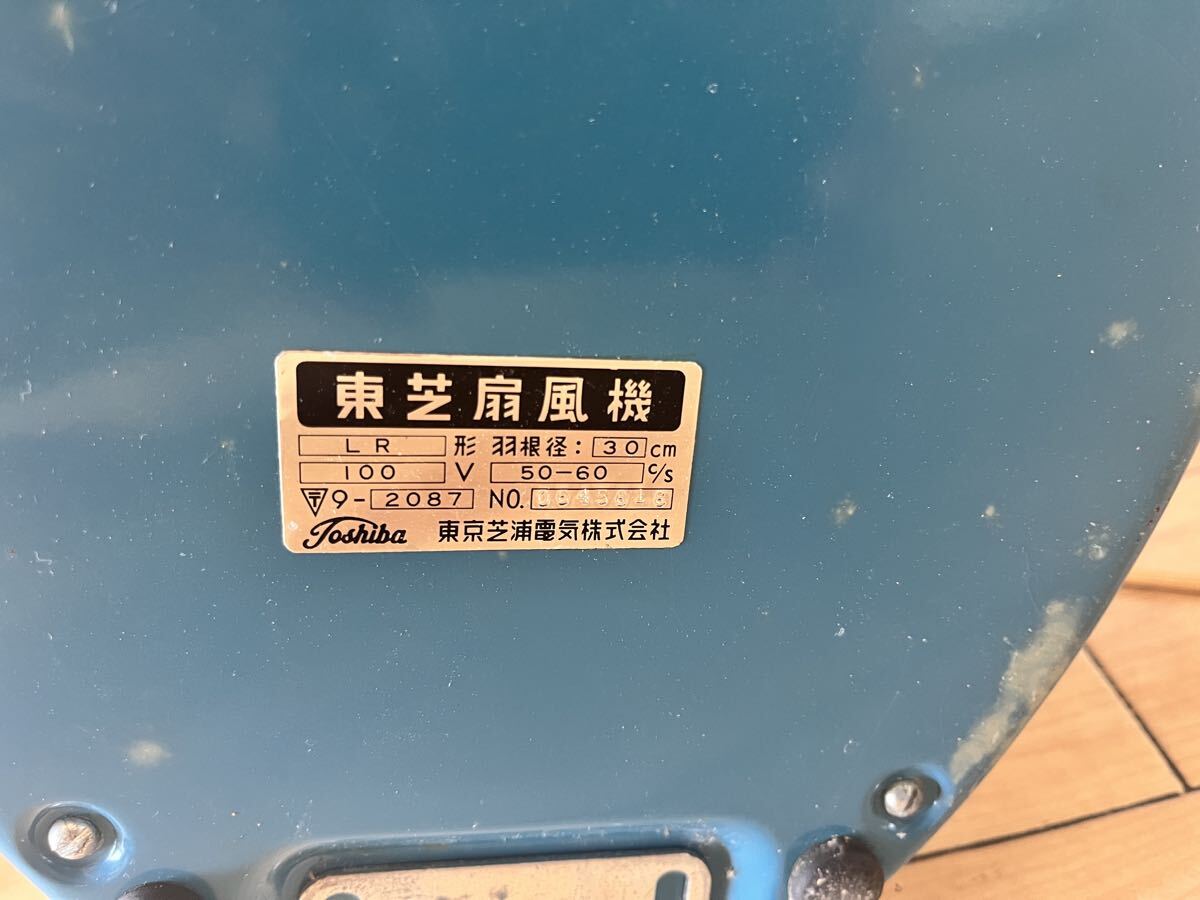 東芝扇風機
LR 形 羽根径: 30 cm
100 V 50-60 c/s
〒9-2087 NO.
Toshiba 東京芝浦電気株式会社